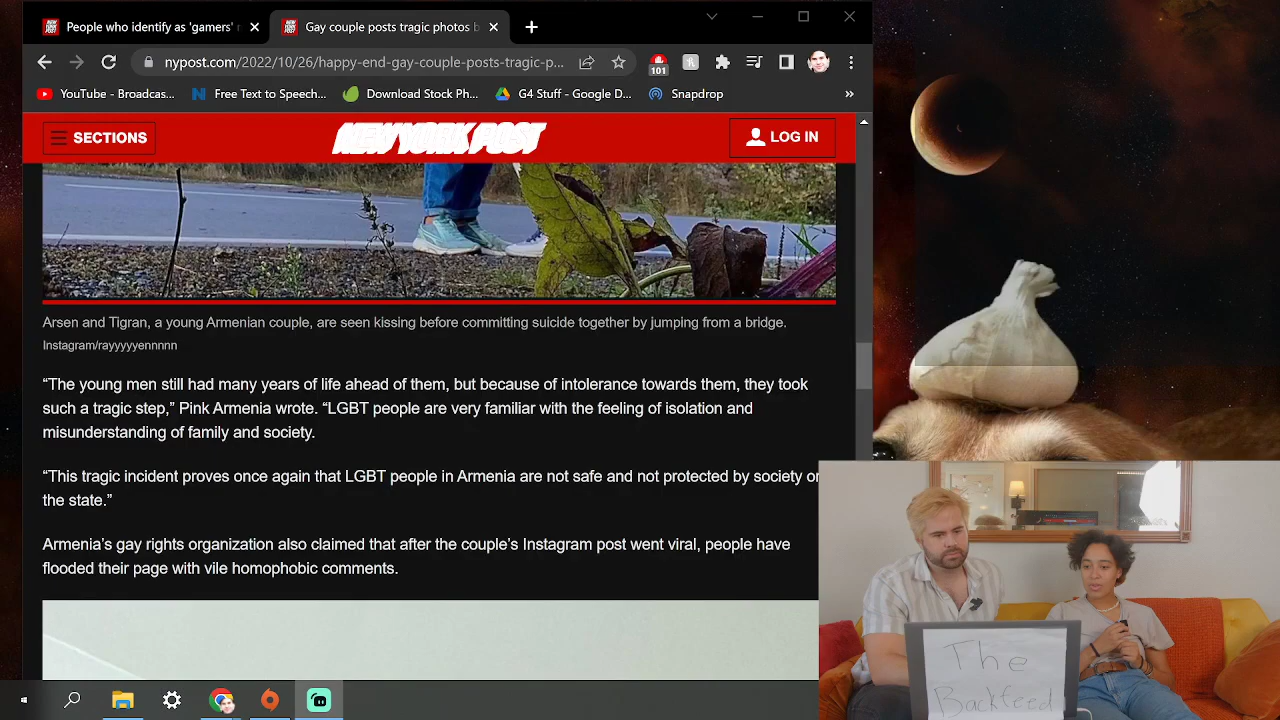 People who identify as 'gamers'
Gay couple posts tragic photos b
nypost.com/2022/10/26/happy-end-gay-couple-posts-tragic-p...
101
YouTube - Broadcas...
Free Text to Speech...
Download Stock Ph...
G4 Stuff - Google D...
Snapdrop
SECTIONS
NEW YORK POST
LOG IN
Arsen and Tigran, a young Armenian couple, are seen kissing before committing suicide together by jumping from a bridge.
Instagram/rayyyyyennnnn
“The young men still had many years of life ahead of them, but because of intolerance towards them, they took
such a tragic step,” Pink Armenia wrote. “LGBT people are very familiar with the feeling of isolation and
misunderstanding of family and society.
“This tragic incident proves once again that LGBT people in Armenia are not safe and not protected by society or
the state.”
Armenia’s gay rights organization also claimed that after the couple’s Instagram post went viral, people have
flooded their page with vile homophobic comments.
The
Backfeed